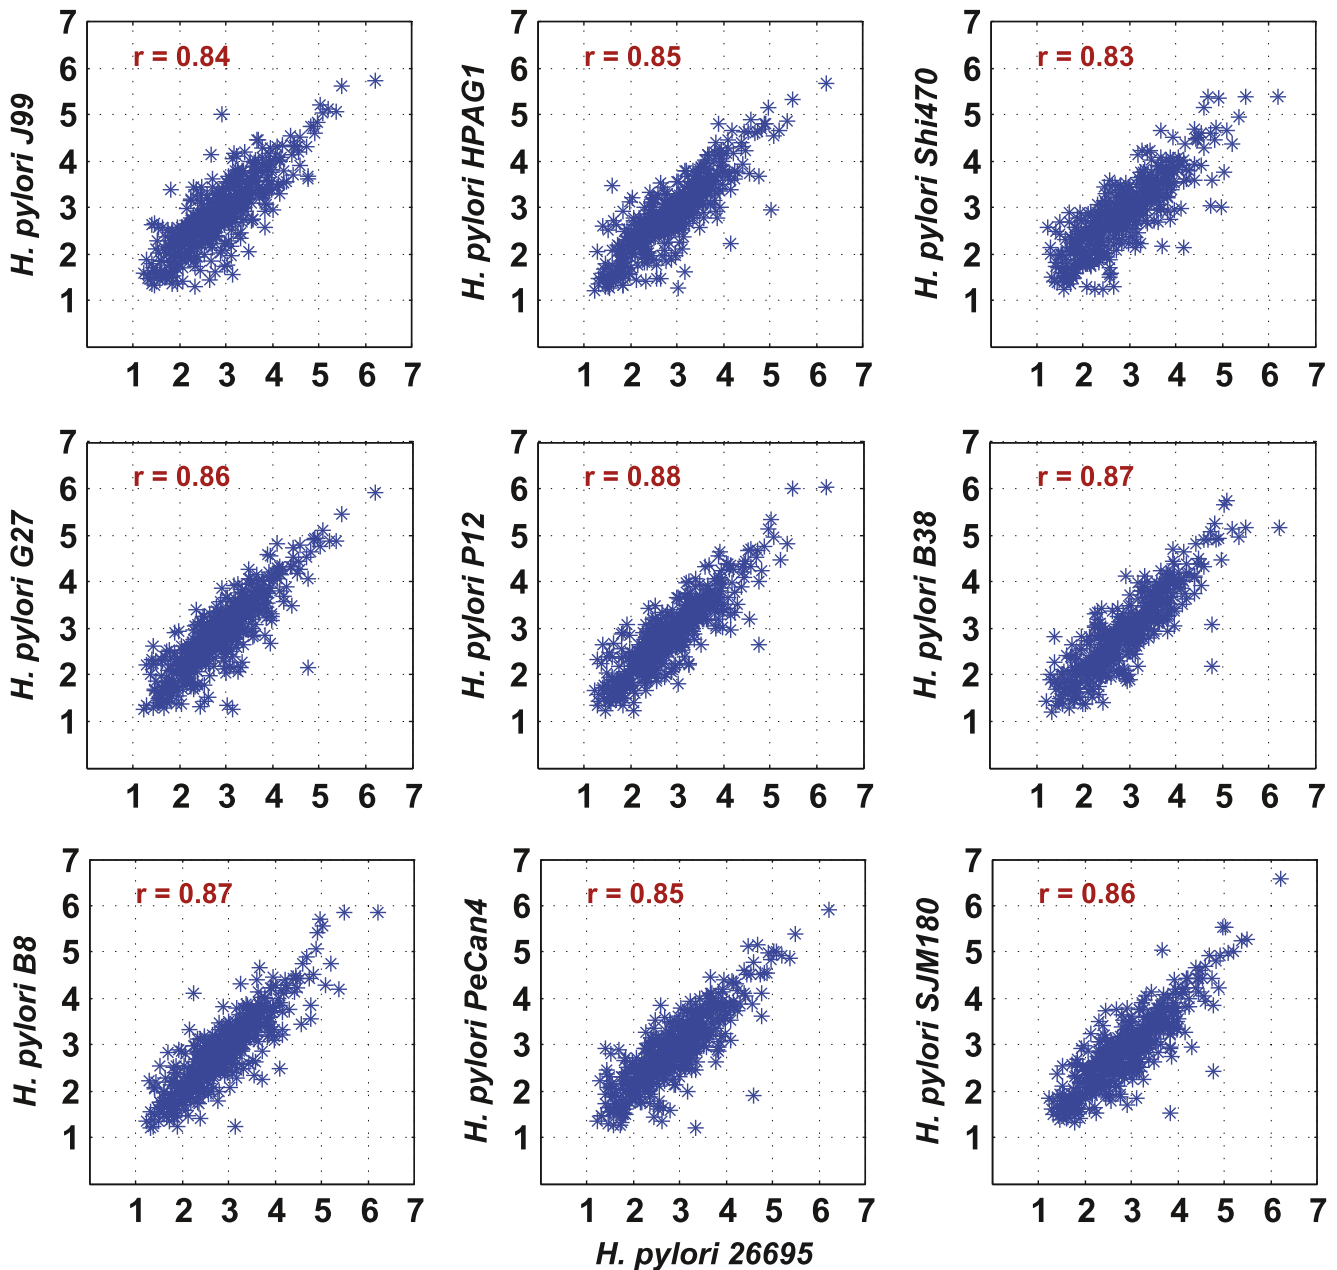 7
6
5
4
3
2
1
H. pylori J99
r = 0.84
1 2 3 4 5 6 7
7
6
5
4
3
2
1
H. pylori HPAG1
r = 0.85
1 2 3 4 5 6 7
7
6
5
4
3
2
1
H. pylori Shi470
r = 0.83
1 2 3 4 5 6 7
7
6
5
4
3
2
1
H. pylori G27
r = 0.86
1 2 3 4 5 6 7
7
6
5
4
3
2
1
H. pylori P12
r = 0.88
1 2 3 4 5 6 7
7
6
5
4
3
2
1
H. pylori B38
r = 0.87
1 2 3 4 5 6 7
7
6
5
4
3
2
1
H. pylori B8
r = 0.87
1 2 3 4 5 6 7
7
6
5
4
3
2
1
H. pylori PeCan4
r = 0.85
1 2 3 4 5 6 7
7
6
5
4
3
2
1
H. pylori SJM180
r = 0.86
1 2 3 4 5 6 7
H. pylori 26695